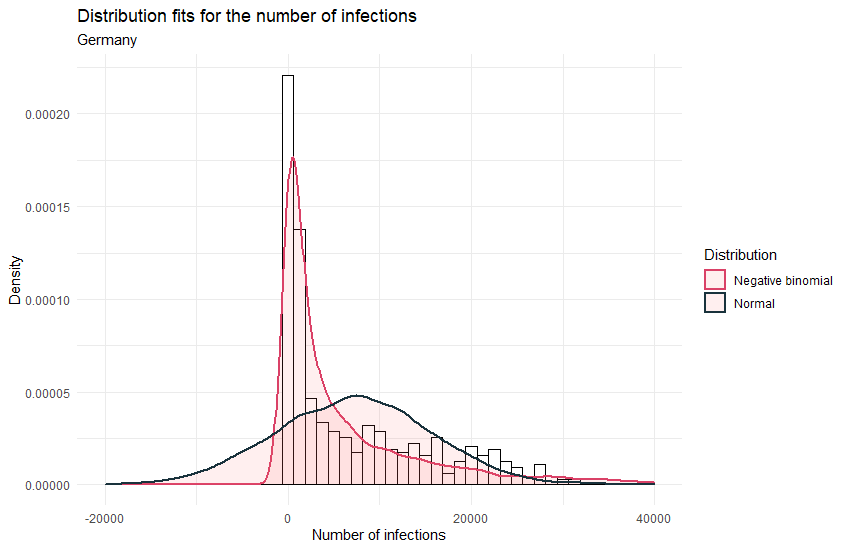 Distribution fits for the number of infections
Germany
0.00020
0.00015
0.00010
0.00005
0.00000
Density
-20000
0
20000
40000
Number of infections
Distribution
Negative binomial
Normal